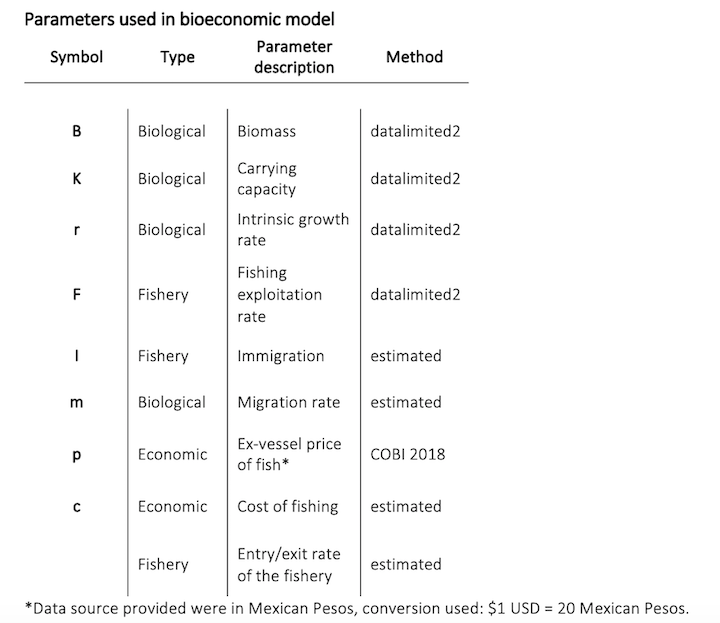 Parameters used in bioeconomic model
Symbol Type Parameter description Method
B Biological Biomass datalimited2
K Biological Carrying capacity datalimited2
r Biological Intrinsic growth rate datalimited2
F Fishery Fishing exploitation rate datalimited2
I Fishery Immigration estimated
m Biological Migration rate estimated
p Economic Ex-vessel price of fish* COBI 2018
c Economic Cost of fishing estimated
Fishery Entry/exit rate of the fishery estimated
*Data source provided were in Mexican Pesos, conversion used: $1 USD = 20 Mexican Pesos.